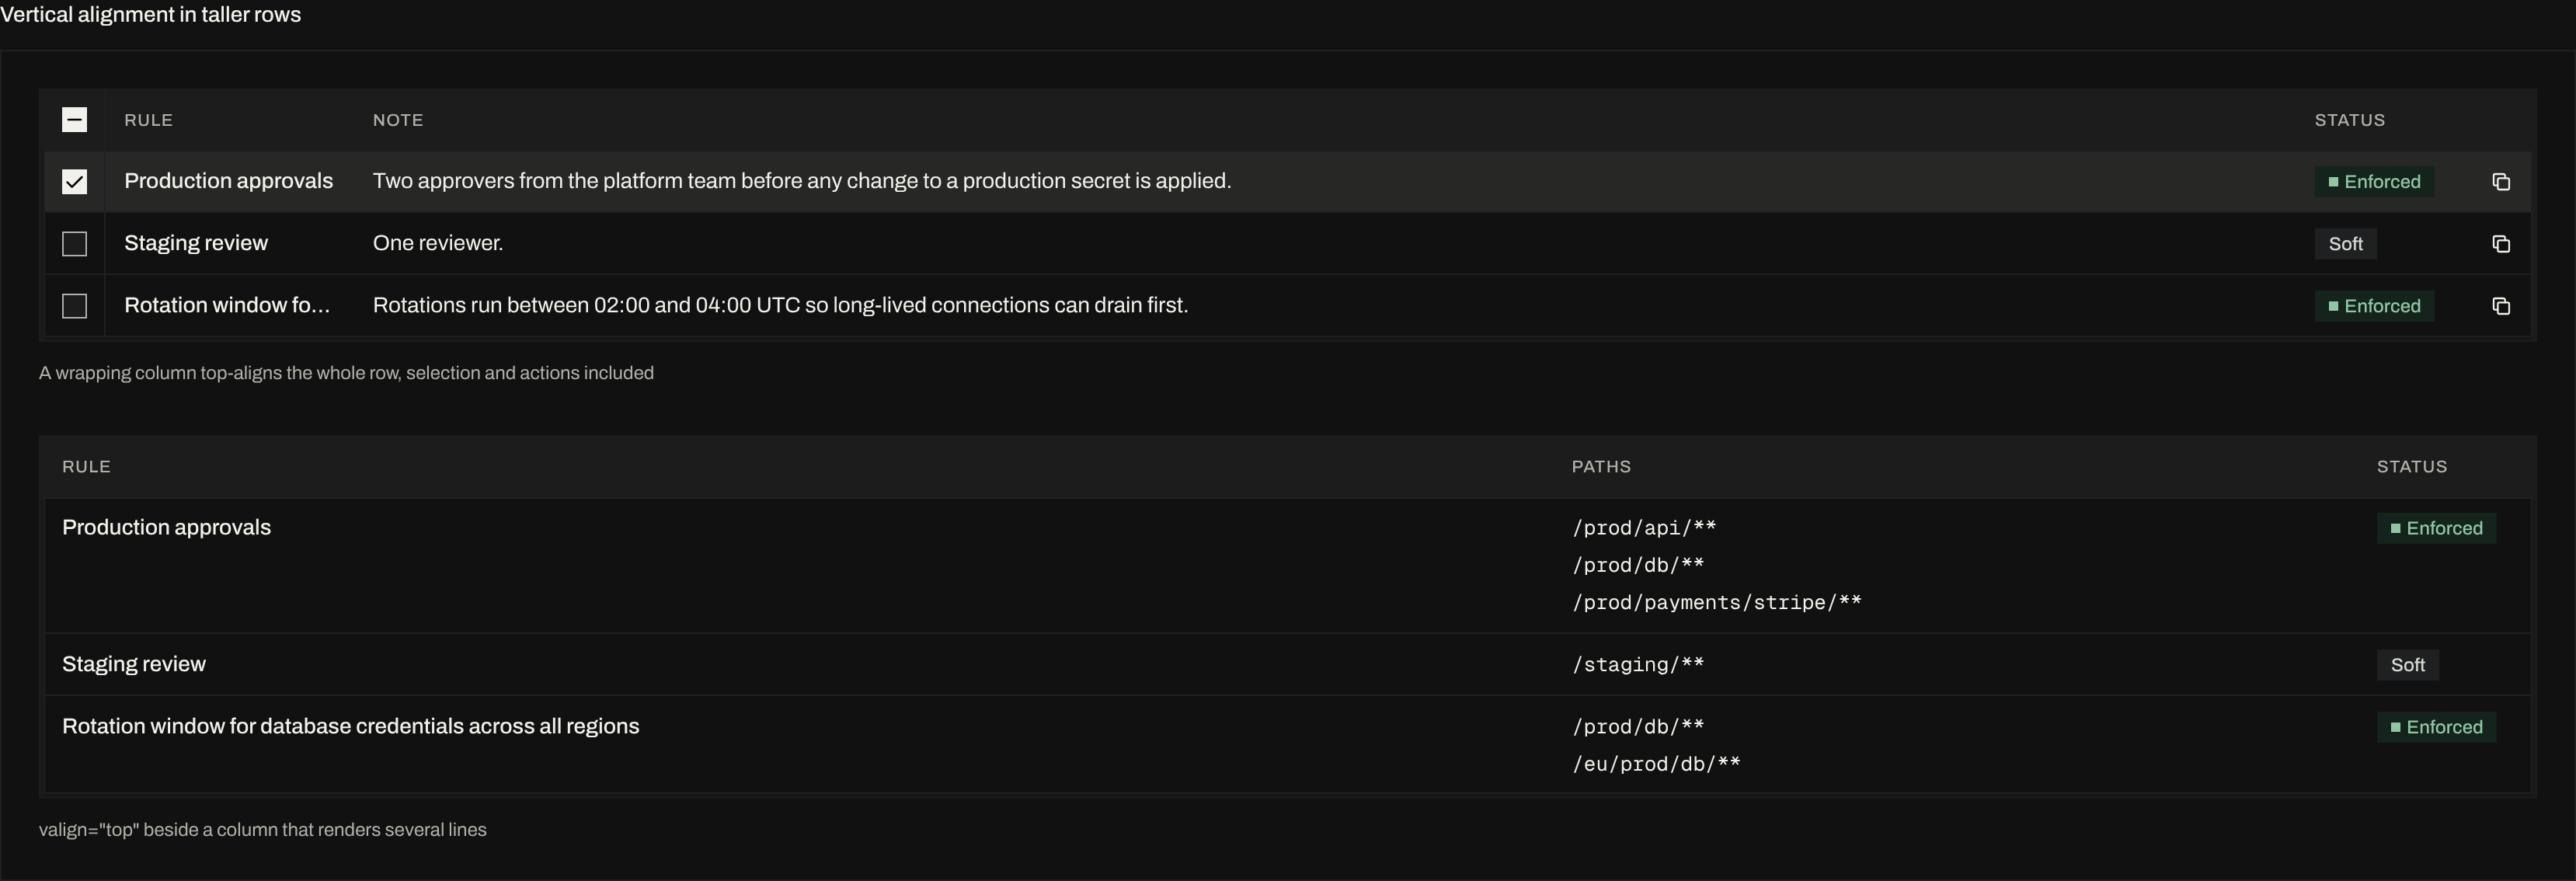 Vertical alignment in taller rows
RULE NOTE STATUS
Production approvals Two approvers from the platform team before any change to a production secret is applied. Enforced
Staging review One reviewer. Soft
Rotation window fo... Rotations run between 02:00 and 04:00 UTC so long-lived connections can drain first. Enforced
A wrapping column top-aligns the whole row, selection and actions included
RULE PATHS STATUS
Production approvals /prod/api/** Enforced
/prod/db/**
/prod/payments/stripe/**
Staging review /staging/** Soft
Rotation window for database credentials across all regions /prod/db/** Enforced
/eu/prod/db/**
valign="top" beside a column that renders several lines